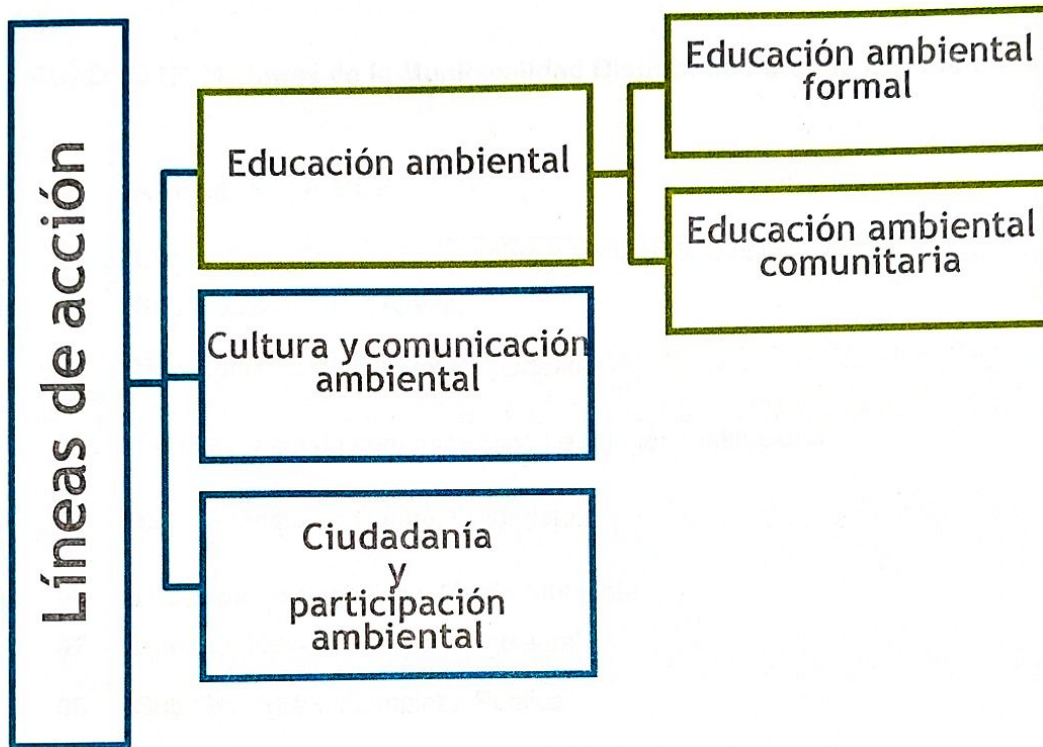 Líneas de acción
Educación ambiental
Educación ambiental
formal
Educación ambiental
comunitaria
Cultura y comunicación
ambiental
Ciudadanía
y
participación
ambiental